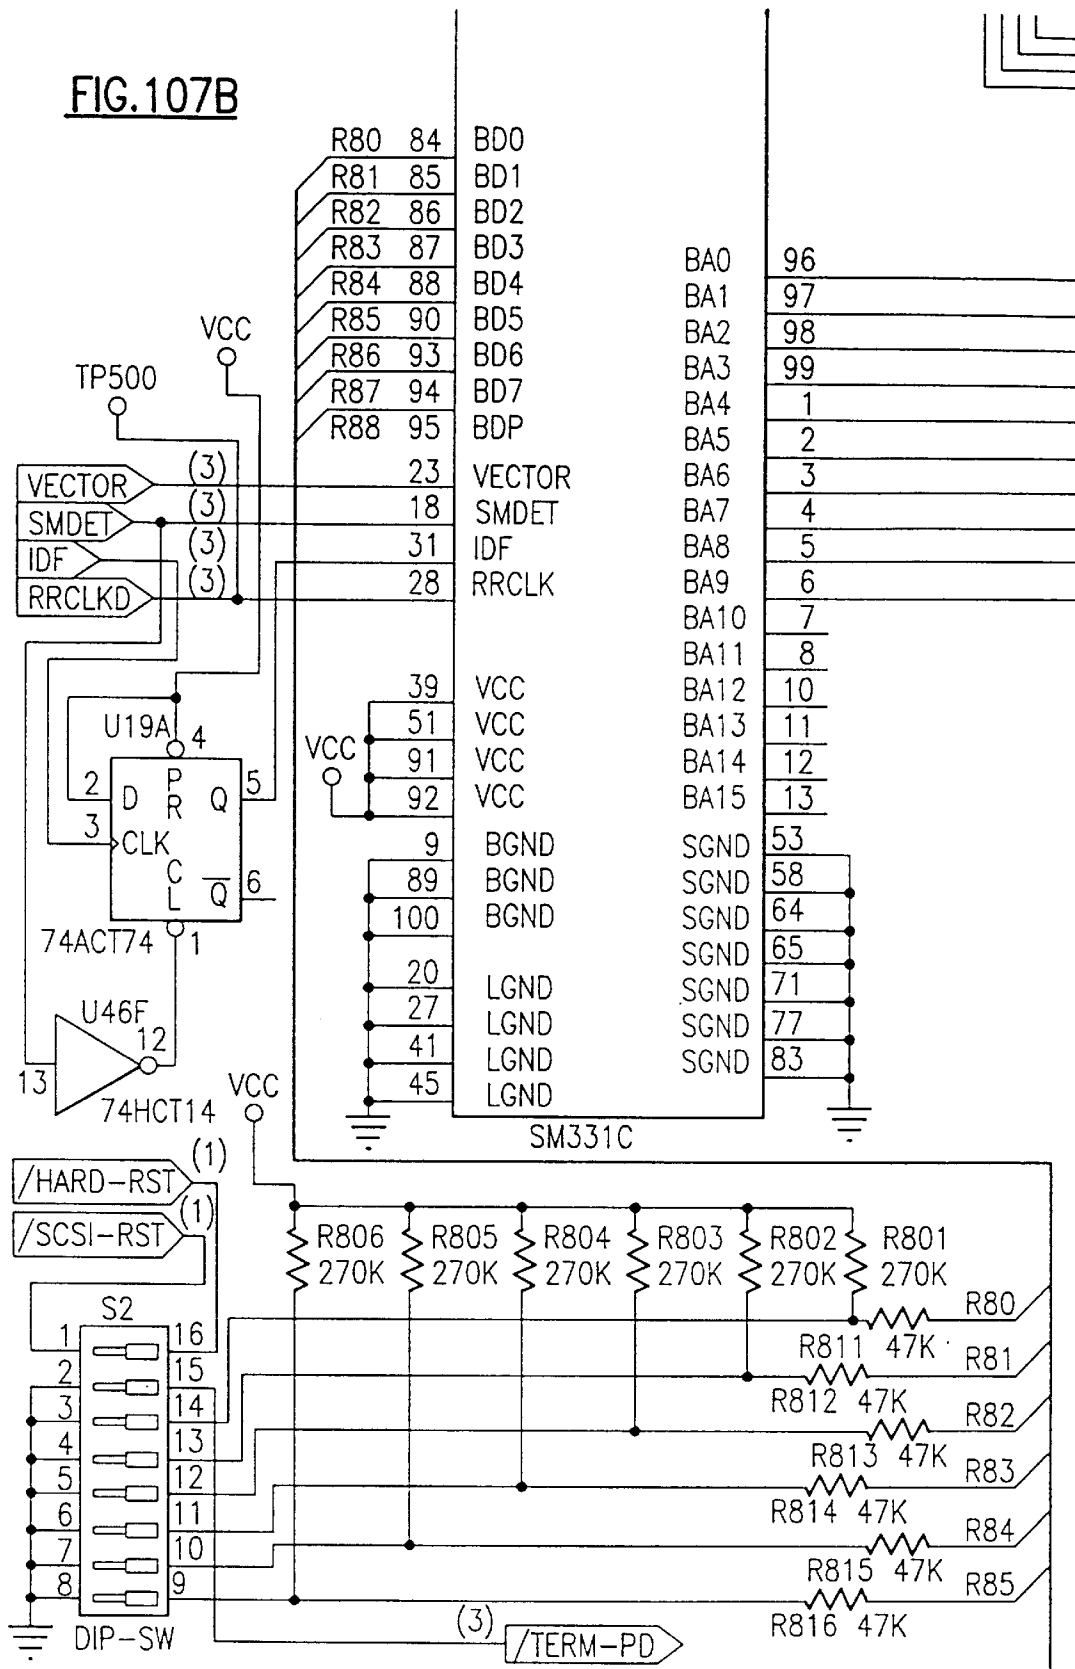 FIG.107B
R80 84 BD0
R81 85 BD1
R82 86 BD2
R83 87 BD3
R84 88 BD4
R85 90 BD5
R86 93 BD6
R87 94 BD7
R88 95 BDP
BA0 96
BA1 97
BA2 98
BA3 99
BA4 1
BA5 2
BA6 3
BA7 4
BA8 5
BA9 6
BA10 7
BA11 8
BA12 10
BA13 11
BA14 12
BA15 13
VCC
TP500
VECTOR (3) 23 VECTOR
SMDET (3) 18 SMDET
IDF (3) 31 IDF
RRCLKD (3) 28 RRCLK
39 VCC
51 VCC
VCC 91 VCC
92 VCC
U19A 4
2 D PR Q 5
3 CLK
CL Q 6
74ACT74 1
9 BGND
89 BGND
100 BGND
20 LGND
27 LGND
41 LGND
45 LGND
SGND 53
SGND 58
SGND 64
SGND 65
SGND 71
SGND 77
SGND 83
U46F
13 12
74HCT14
SM331C
VCC
/HARD-RST (1)
/SCSI-RST (1)
R806 R805 R804 R803 R802 R801
270K 270K 270K 270K 270K 270K
S2
1 16
2 15
3 14
4 13
5 12
6 11
7 10
8 9
DIP-SW
R811 47K R80
R812 47K R81
R813 47K R82
R814 47K R83
R815 47K R84
R816 47K R85
(3) /TERM-PD